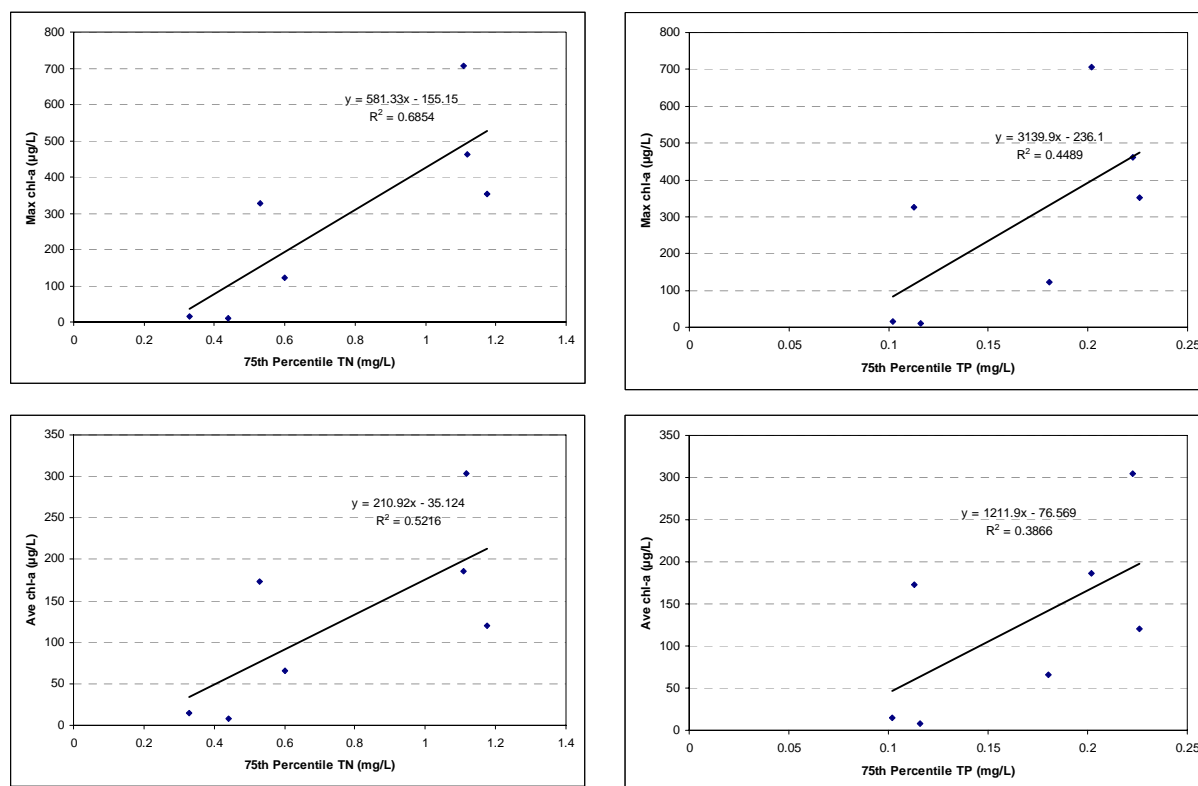 800
700
600
500
400
300
200
100
0
Max chl-a (µg/L)
y = 581.33x - 155.15
R² = 0.6854
0 0.2 0.4 0.6 0.8 1 1.2 1.4
75th Percentile TN (mg/L)
800
700
600
500
400
300
200
100
0
Max chl-a (µg/L)
y = 3139.9x - 236.1
R² = 0.4489
0 0.05 0.1 0.15 0.2 0.25
75th Percentile TP (mg/L)
350
300
250
200
150
100
50
0
Ave chl-a (µg/L)
y = 210.92x - 35.124
R² = 0.5216
0 0.2 0.4 0.6 0.8 1 1.2 1.4
75th Percentile TN (mg/L)
350
300
250
200
150
100
50
0
Ave chl-a (µg/L)
y = 1211.9x - 76.569
R² = 0.3866
0 0.05 0.1 0.15 0.2 0.25
75th Percentile TP (mg/L)